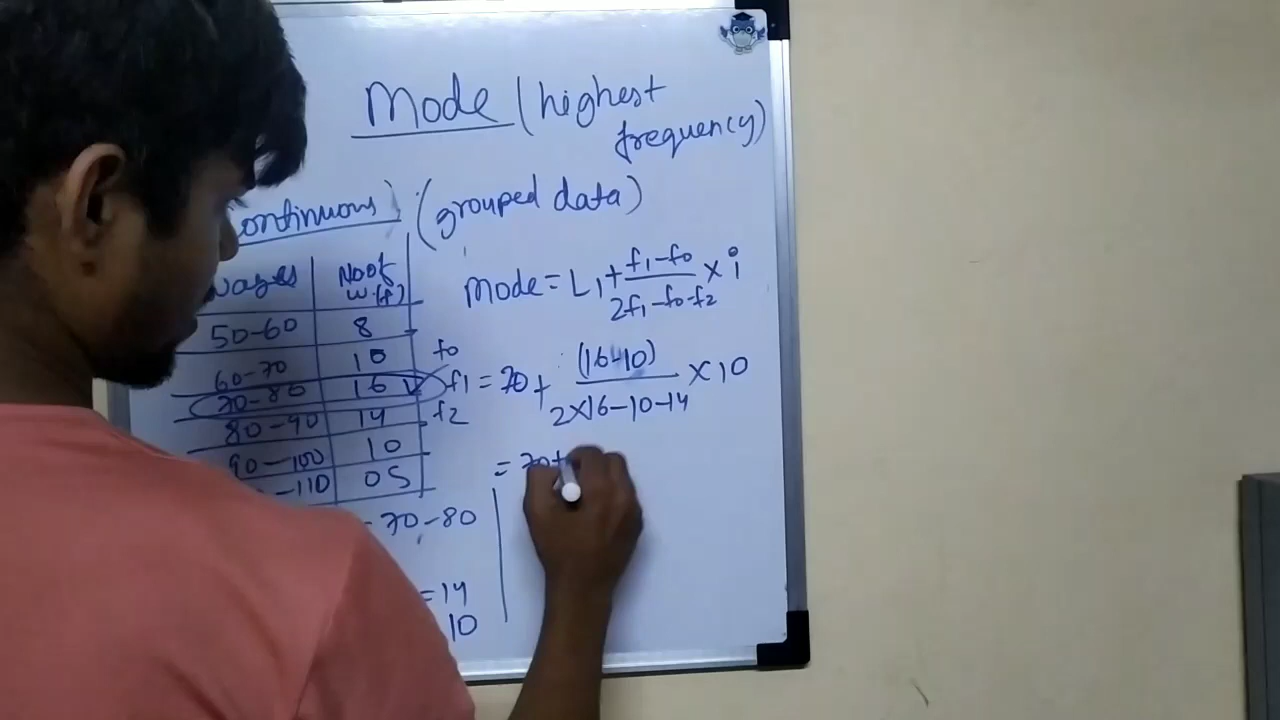 Mode (highest
frequency)
ontinuous) (grouped data)
wages No of
w.(f)
Mode = L1 + f1-f0 / 2f1-f0-f2 × i
50-60 8
60-70 10 f0
70-80 16 f1
80-90 14 f2
90-100 10
-110 05
= 70 + (16-10) / 2×16-10-14 × 10
= 70+
- 70-80
= 14
10